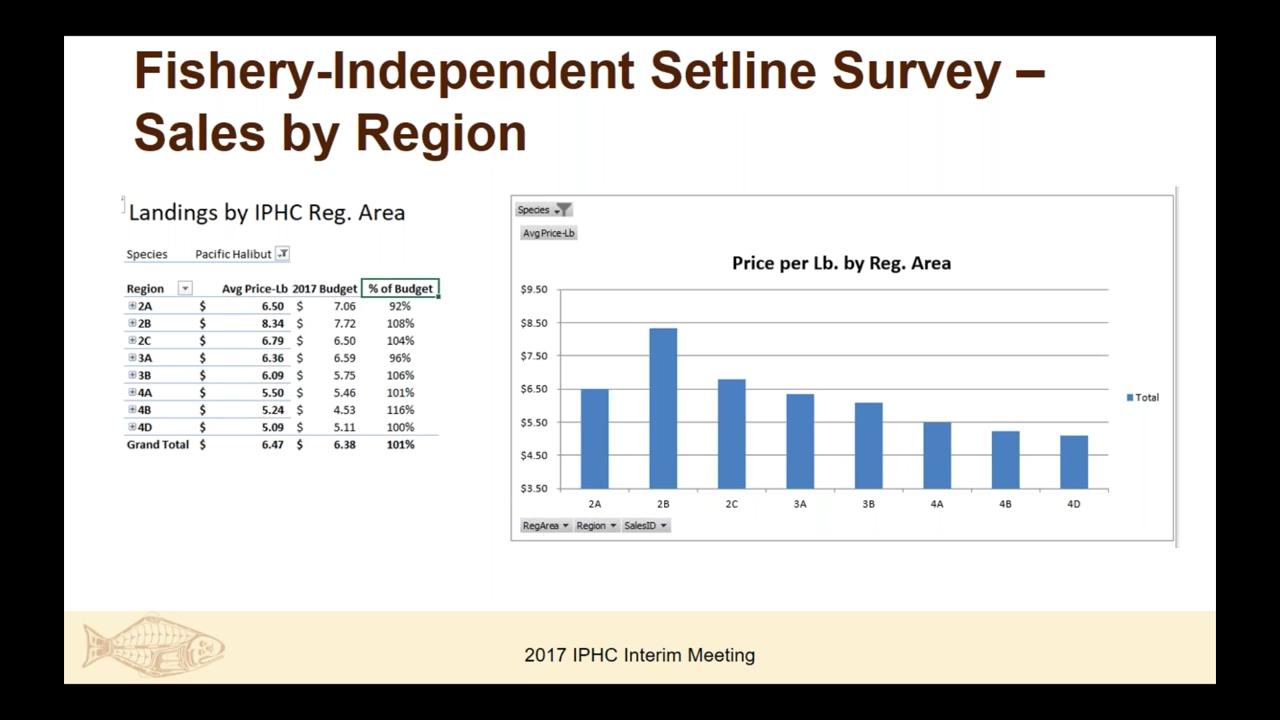 Fishery-Independent Setline Survey –
Sales by Region
Landings by IPHC Reg. Area
Species Pacific Halibut
Region Avg Price-Lb 2017 Budget % of Budget
2A $ 6.50 $ 7.06 92%
2B $ 8.34 $ 7.72 108%
2C $ 6.79 $ 6.50 104%
3A $ 6.36 $ 6.59 96%
3B $ 6.09 $ 5.75 106%
4A $ 5.50 $ 5.46 101%
4B $ 5.24 $ 4.53 116%
4D $ 5.09 $ 5.11 100%
Grand Total $ 6.47 $ 6.38 101%
Species
Avg Price-Lb
Price per Lb. by Reg. Area
$9.50
$8.50
$7.50
$6.50
$5.50
$4.50
$3.50
Total
2A 2B 2C 3A 3B 4A 4B 4D
RegArea Region SalesID
2017 IPHC Interim Meeting